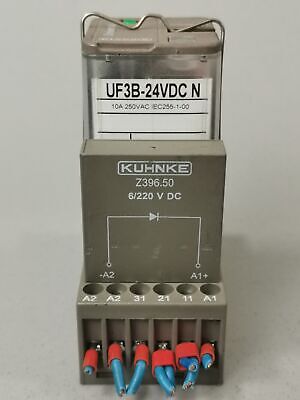 UF3B-24VDC N
10A 250VAC IEC255-1-00
KUHNKE
Z396.50
6/220 V DC
-A2 A1+
A2 A2 31 21 11 A1